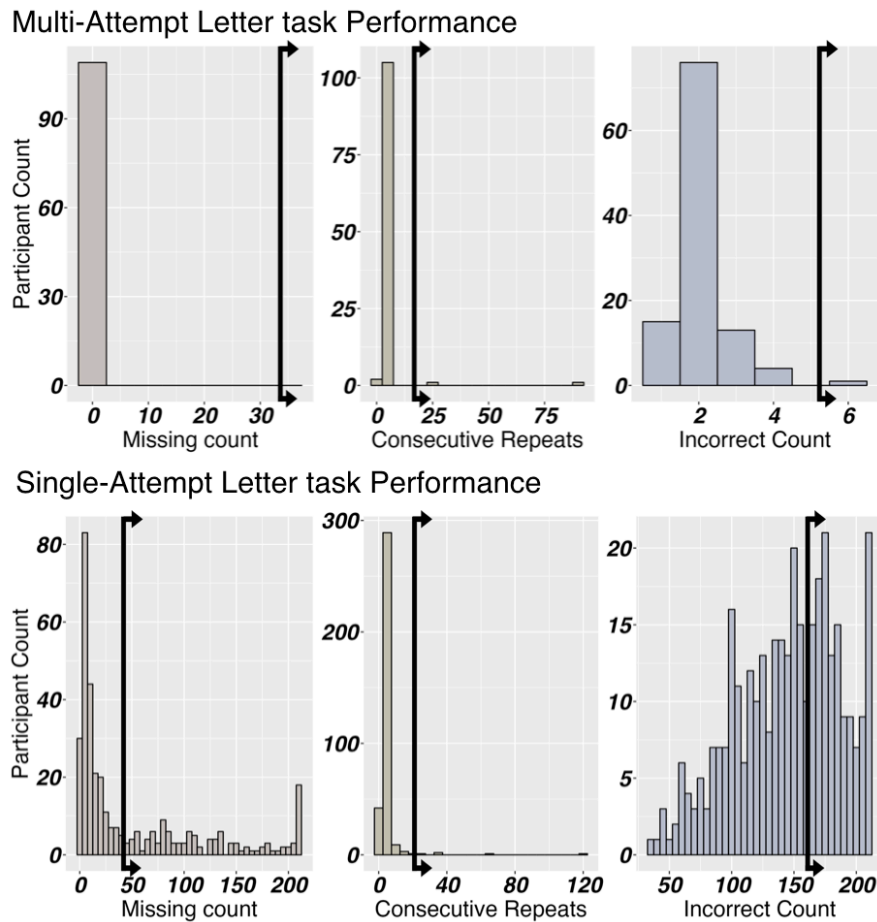 Multi-Attempt Letter task Performance
Participant Count
90
60
30
0
0 10 20 30
Missing count
100
75
50
25
0
0 25 50 75
Consecutive Repeats
60
40
20
0
2 4 6
Incorrect Count
Single-Attempt Letter task Performance
Participant Count
80
60
40
20
0
0 50 100 150 200
Missing count
300
200
100
0
0 40 80 120
Consecutive Repeats
20
15
10
5
0
50 100 150 200
Incorrect Count